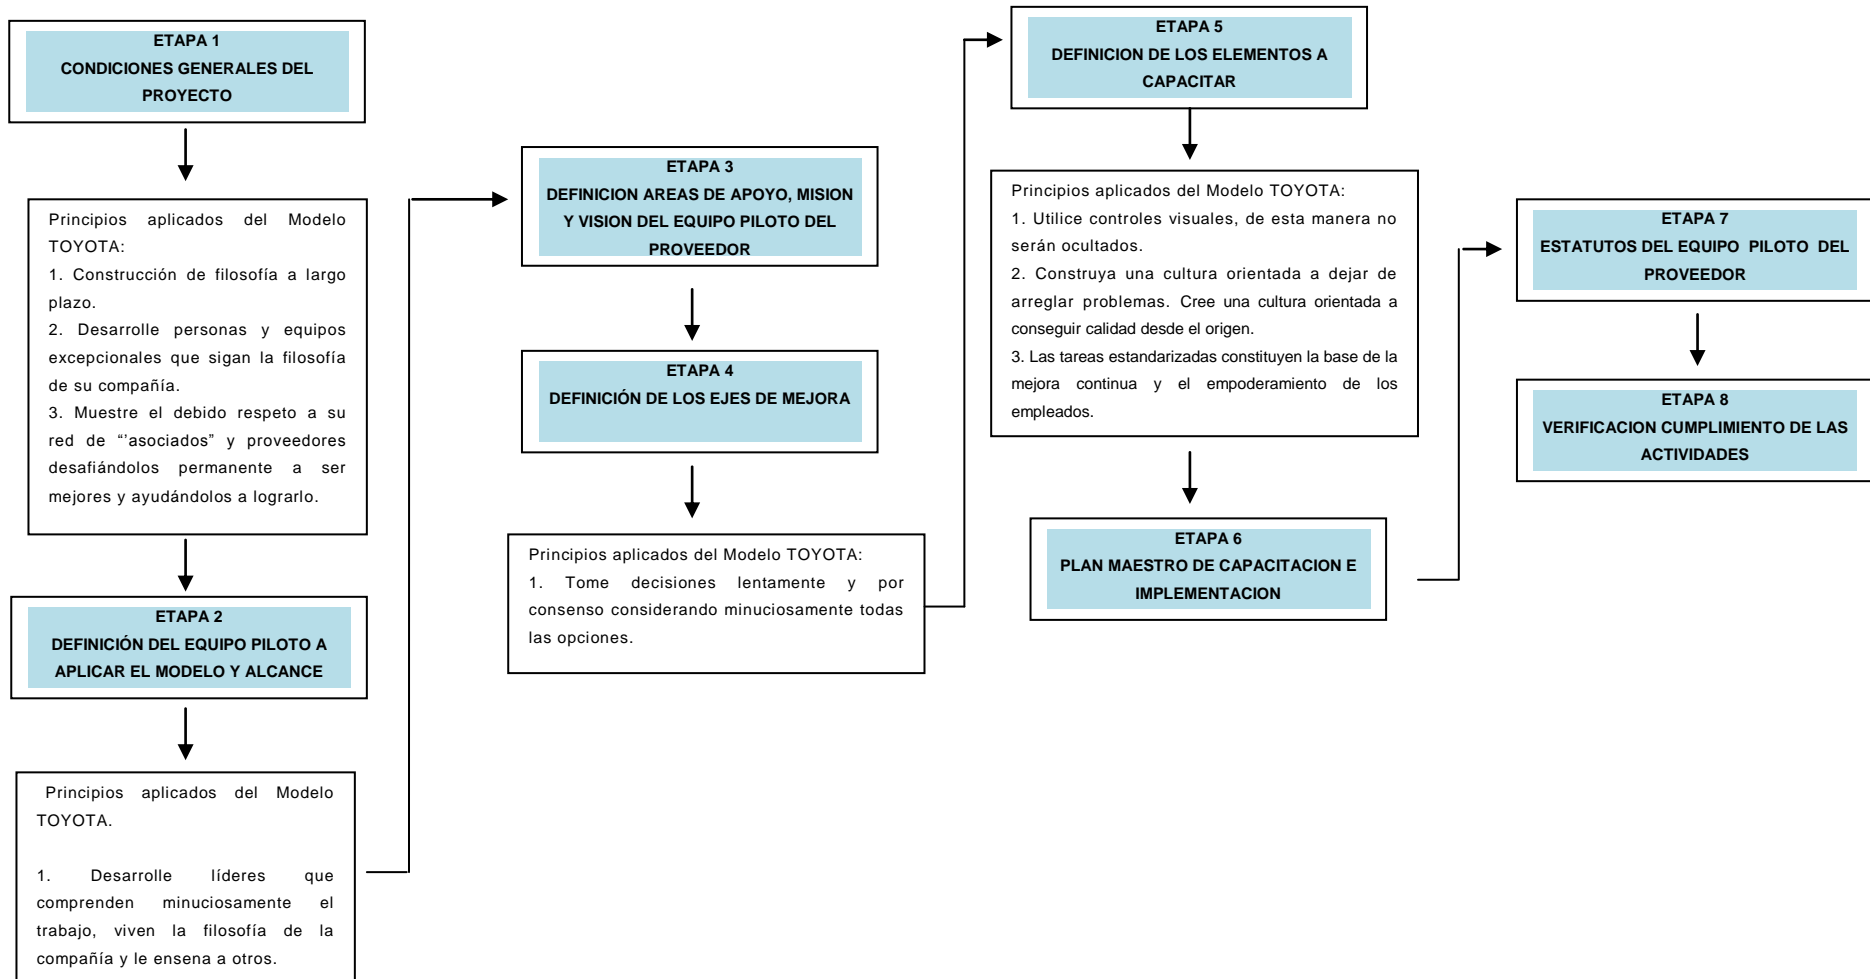 ETAPA 1
CONDICIONES GENERALES DEL
PROYECTO
Principios aplicados del Modelo
TOYOTA:
1. Construcción de filosofía a largo
plazo.
2. Desarrolle personas y equipos
excepcionales que sigan la filosofía
de su compañía.
3. Muestre el debido respeto a su
red de “’asociados” y proveedores
desafiándolos permanente a ser
mejores y ayudándolos a lograrlo.
ETAPA 2
DEFINICIÓN DEL EQUIPO PILOTO A
APLICAR EL MODELO Y ALCANCE
Principios aplicados del Modelo
TOYOTA.
1. Desarrolle líderes que
comprenden minuciosamente el
trabajo, viven la filosofía de la
compañía y le ensena a otros.
ETAPA 3
DEFINICION AREAS DE APOYO, MISION
Y VISION DEL EQUIPO PILOTO DEL
PROVEEDOR
ETAPA 4
DEFINICIÓN DE LOS EJES DE MEJORA
Principios aplicados del Modelo TOYOTA:
1. Tome decisiones lentamente y por
consenso considerando minuciosamente todas
las opciones.
ETAPA 5
DEFINICION DE LOS ELEMENTOS A
CAPACITAR
Principios aplicados del Modelo TOYOTA:
1. Utilice controles visuales, de esta manera no
serán ocultados.
2. Construya una cultura orientada a dejar de
arreglar problemas. Cree una cultura orientada a
conseguir calidad desde el origen.
3. Las tareas estandarizadas constituyen la base de la
mejora continua y el empoderamiento de los
empleados.
ETAPA 6
PLAN MAESTRO DE CAPACITACION E
IMPLEMENTACION
ETAPA 7
ESTATUTOS DEL EQUIPO PILOTO DEL
PROVEEDOR
ETAPA 8
VERIFICACION CUMPLIMIENTO DE LAS
ACTIVIDADES